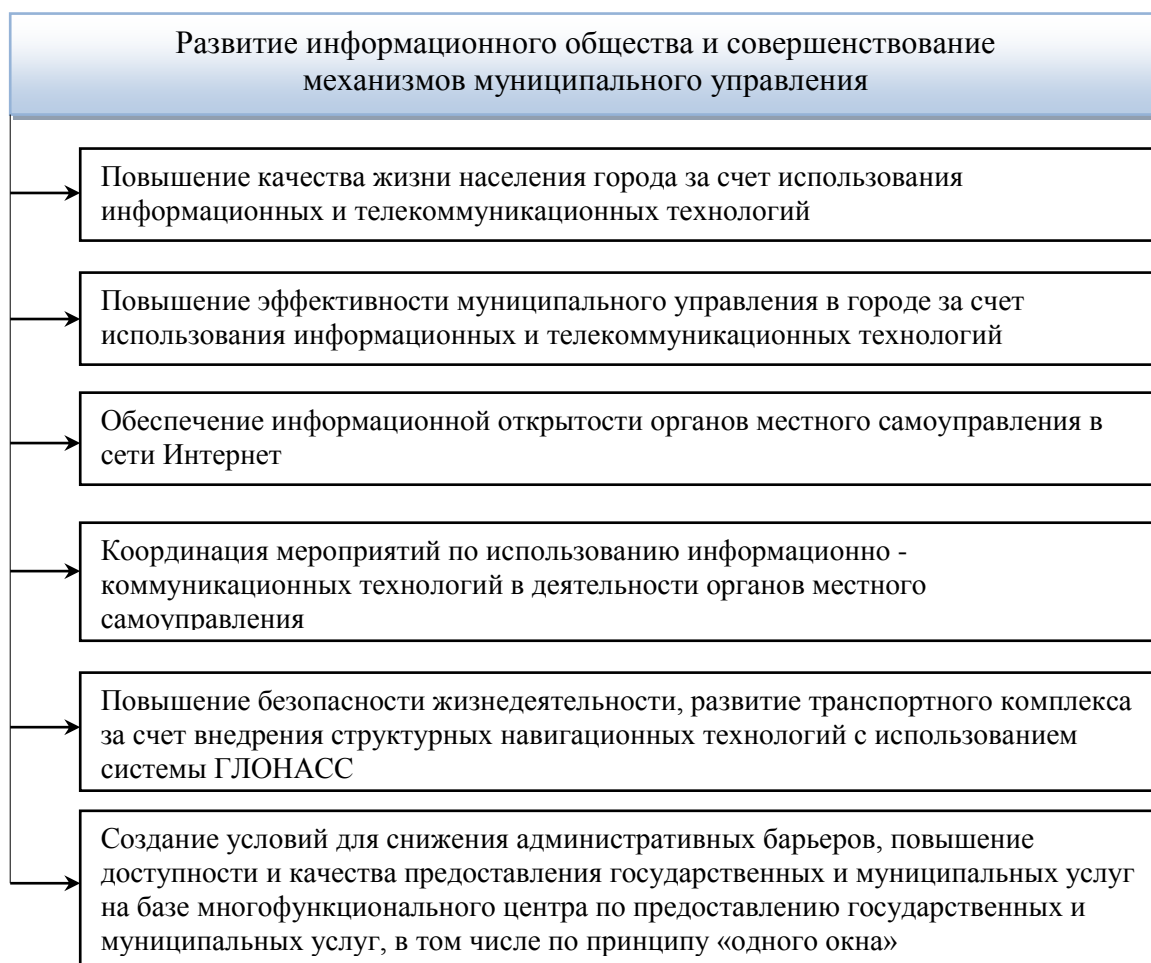 Развитие информационного общества и совершенствование
механизмов муниципального управления
Повышение качества жизни населения города за счет использования
информационных и телекоммуникационных технологий
Повышение эффективности муниципального управления в городе за счет
использования информационных и телекоммуникационных технологий
Обеспечение информационной открытости органов местного самоуправления в
сети Интернет
Координация мероприятий по использованию информационно -
коммуникационных технологий в деятельности органов местного
самоуправления
Повышение безопасности жизнедеятельности, развитие транспортного комплекса
за счет внедрения структурных навигационных технологий с использованием
системы ГЛОНАСС
Создание условий для снижения административных барьеров, повышение
доступности и качества предоставления государственных и муниципальных услуг
на базе многофункционального центра по предоставлению государственных и
муниципальных услуг, в том числе по принципу «одного окна»